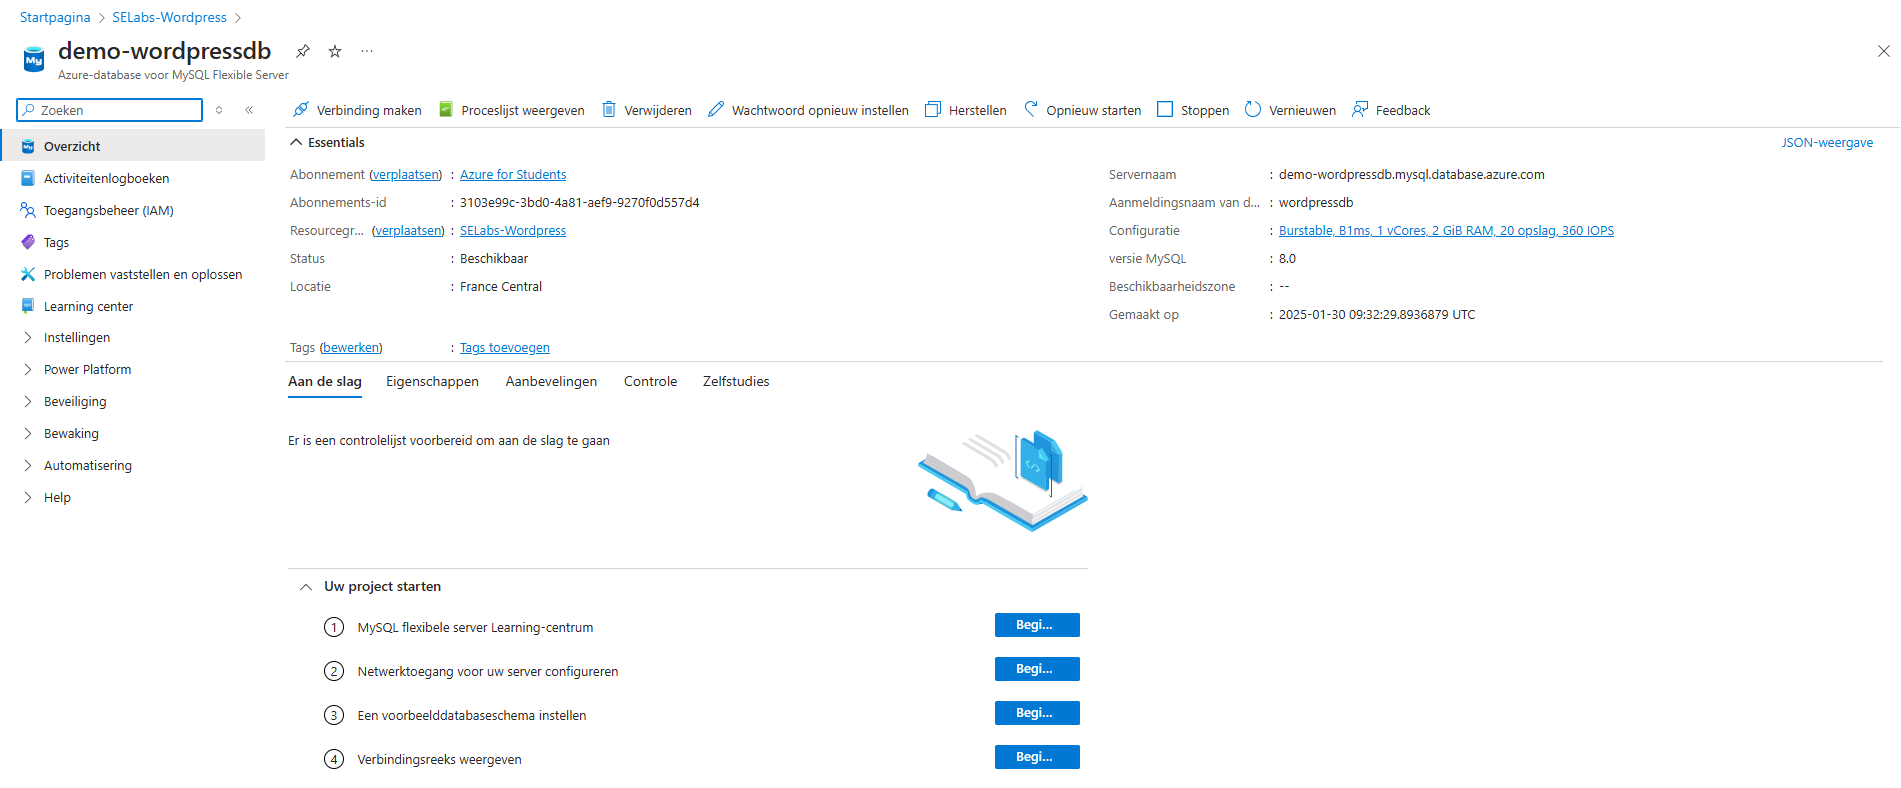 Startpagina > SELabs-Wordpress >
demo-wordpressdb
Azure-database voor MySQL Flexible Server
Zoeken
Overzicht
Activiteitenlogboeken
Toegangsbeheer (IAM)
Tags
Problemen vaststellen en oplossen
Learning center
Instellingen
Power Platform
Beveiliging
Bewaking
Automatisering
Help
Verbinding maken Proceslijst weergeven Verwijderen Wachtwoord opnieuw instellen Herstellen Opnieuw starten Stoppen Vernieuwen Feedback
Essentials JSON-weergave
Abonnement (verplaatsen) : Azure for Students
Abonnements-id : 3103e99c-3bd0-4a81-aef9-9270f0d557d4
Resourcegr... (verplaatsen) : SELabs-Wordpress
Status : Beschikbaar
Locatie : France Central
Servernaam : demo-wordpressdb.mysql.database.azure.com
Aanmeldingsnaam van d... : wordpressdb
Configuratie : Burstable, B1ms, 1 vCores, 2 GiB RAM, 20 opslag, 360 IOPS
versie MySQL : 8.0
Beschikbaarheidszone : --
Gemaakt op : 2025-01-30 09:32:29.8936879 UTC
Tags (bewerken) : Tags toevoegen
Aan de slag Eigenschappen Aanbevelingen Controle Zelfstudies
Er is een controlelijst voorbereid om aan de slag te gaan
Uw project starten
1 MySQL flexibele server Learning-centrum Begi...
2 Netwerktoegang voor uw server configureren Begi...
3 Een voorbeelddatabaseschema instellen Begi...
4 Verbindingsreeks weergeven Begi...